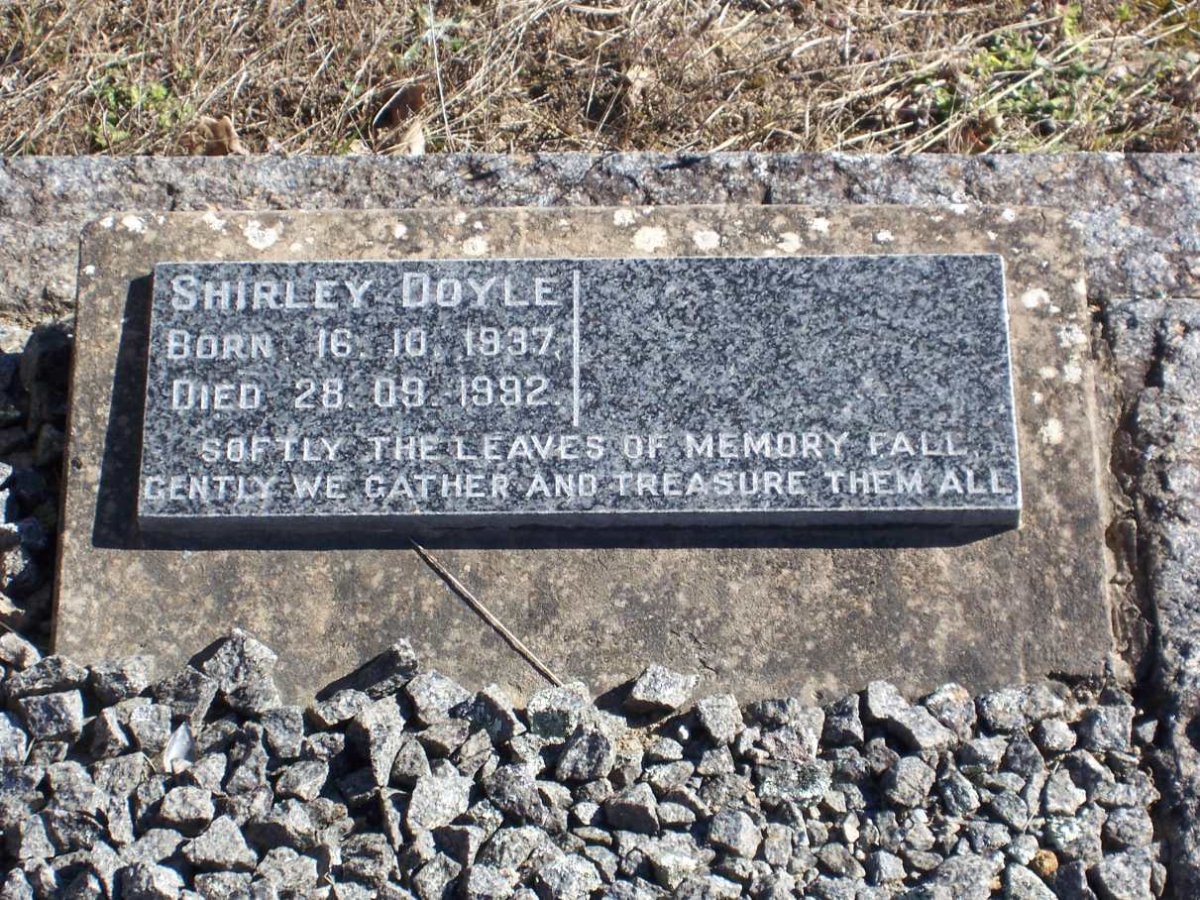 SHIRLEY DOYLE
BORN 16. 10. 1937.
DIED 28. 09. 1992.
SOFTLY THE LEAVES OF MEMORY FALL,
GENTLY WE GATHER AND TREASURE THEM ALL